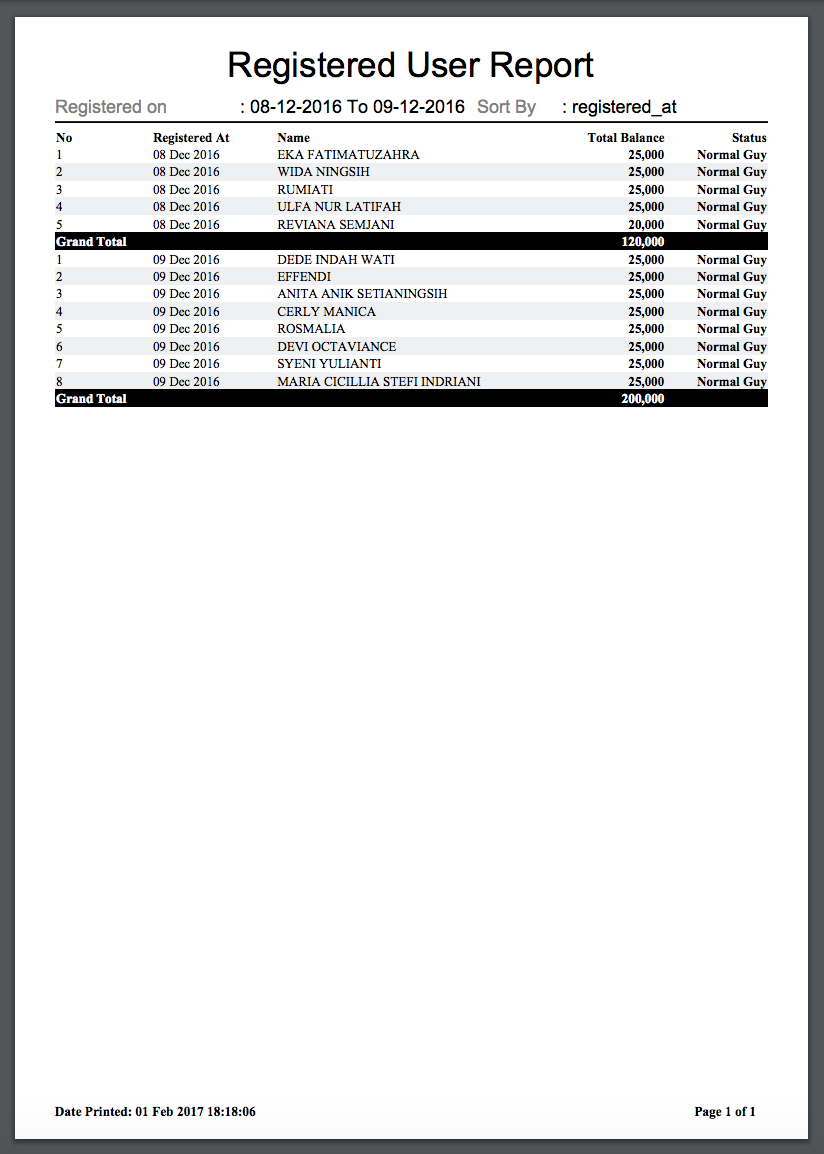 Registered User Report
Registered on : 08-12-2016 To 09-12-2016 Sort By : registered_at
No Registered At Name Total Balance Status
1 08 Dec 2016 EKA FATIMATUZAHRA 25,000 Normal Guy
2 08 Dec 2016 WIDA NINGSIH 25,000 Normal Guy
3 08 Dec 2016 RUMIATI 25,000 Normal Guy
4 08 Dec 2016 ULFA NUR LATIFAH 25,000 Normal Guy
5 08 Dec 2016 REVIANA SEMJANI 20,000 Normal Guy
Grand Total 120,000
1 09 Dec 2016 DEDE INDAH WATI 25,000 Normal Guy
2 09 Dec 2016 EFFENDI 25,000 Normal Guy
3 09 Dec 2016 ANITA ANIK SETIANINGSIH 25,000 Normal Guy
4 09 Dec 2016 CERLY MANICA 25,000 Normal Guy
5 09 Dec 2016 ROSMALIA 25,000 Normal Guy
6 09 Dec 2016 DEVI OCTAVIANCE 25,000 Normal Guy
7 09 Dec 2016 SYENI YULIANTI 25,000 Normal Guy
8 09 Dec 2016 MARIA CICILLIA STEFI INDRIANI 25,000 Normal Guy
Grand Total 200,000
Date Printed: 01 Feb 2017 18:18:06 Page 1 of 1